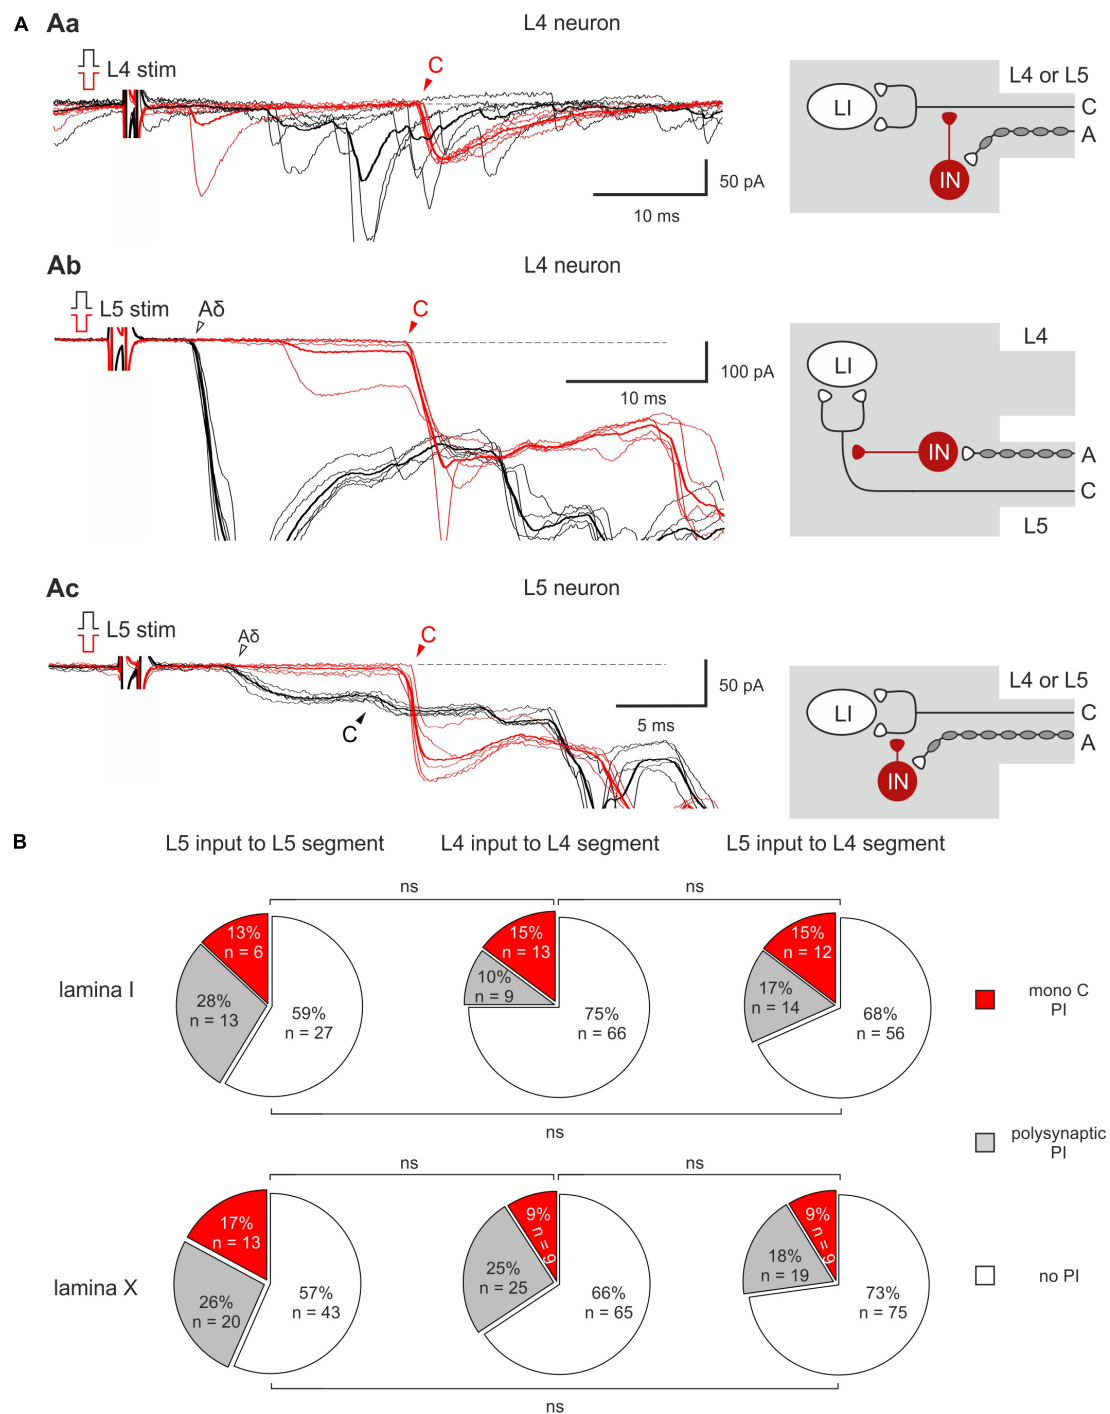 A Aa L4 neuron
L4 stim
C
50 pA
10 ms
L4 or L5
LI
C
A
IN
Ab L4 neuron
L5 stim
Aδ
C
100 pA
10 ms
L4
LI
IN
A
C
L5
Ac L5 neuron
L5 stim
Aδ
C
C
50 pA
5 ms
L4 or L5
LI
C
A
IN
B L5 input to L5 segment L4 input to L4 segment L5 input to L4 segment
ns ns
lamina I
13%
n = 6
28%
n = 13
59%
n = 27
15%
n = 13
10%
n = 9
75%
n = 66
15%
n = 12
17%
n = 14
68%
n = 56
ns
mono C
PI
polysynaptic
PI
no PI
ns ns
lamina X
17%
n = 13
26%
n = 20
57%
n = 43
9%
n = 9
25%
n = 25
66%
n = 65
9%
n = 9
18%
n = 19
73%
n = 75
ns